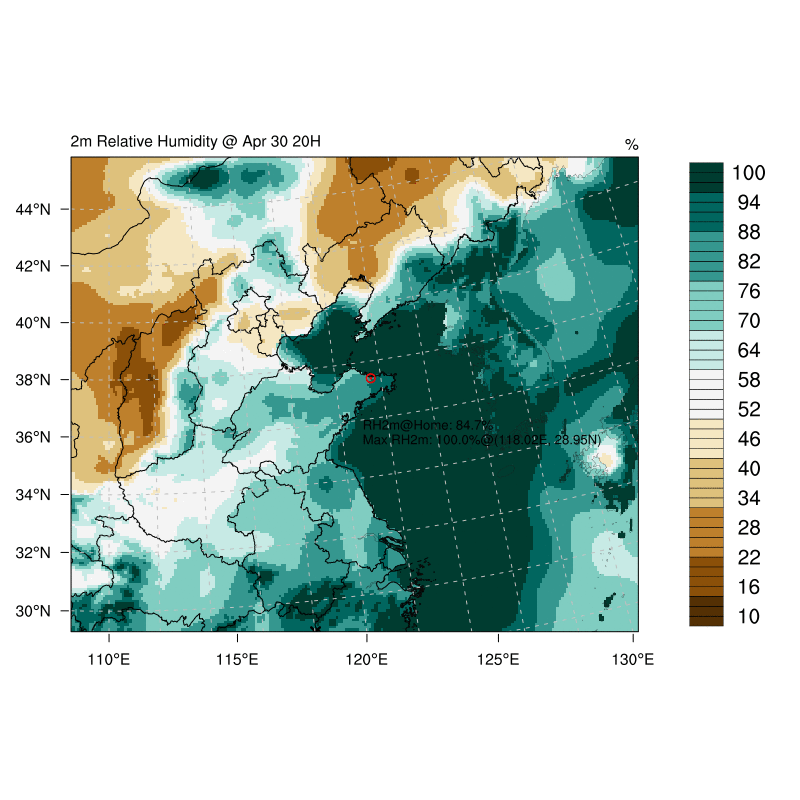 2m Relative Humidity @ Apr 30 20H
%
100
94
88
82
76
70
64
58
52
46
40
34
28
22
16
10
44°N
42°N
40°N
38°N
36°N
34°N
32°N
30°N
RH2m@Home: 84.7%
Max RH2m: 100.0%@(118.02E, 28.95N)
110°E
115°E
120°E
125°E
130°E